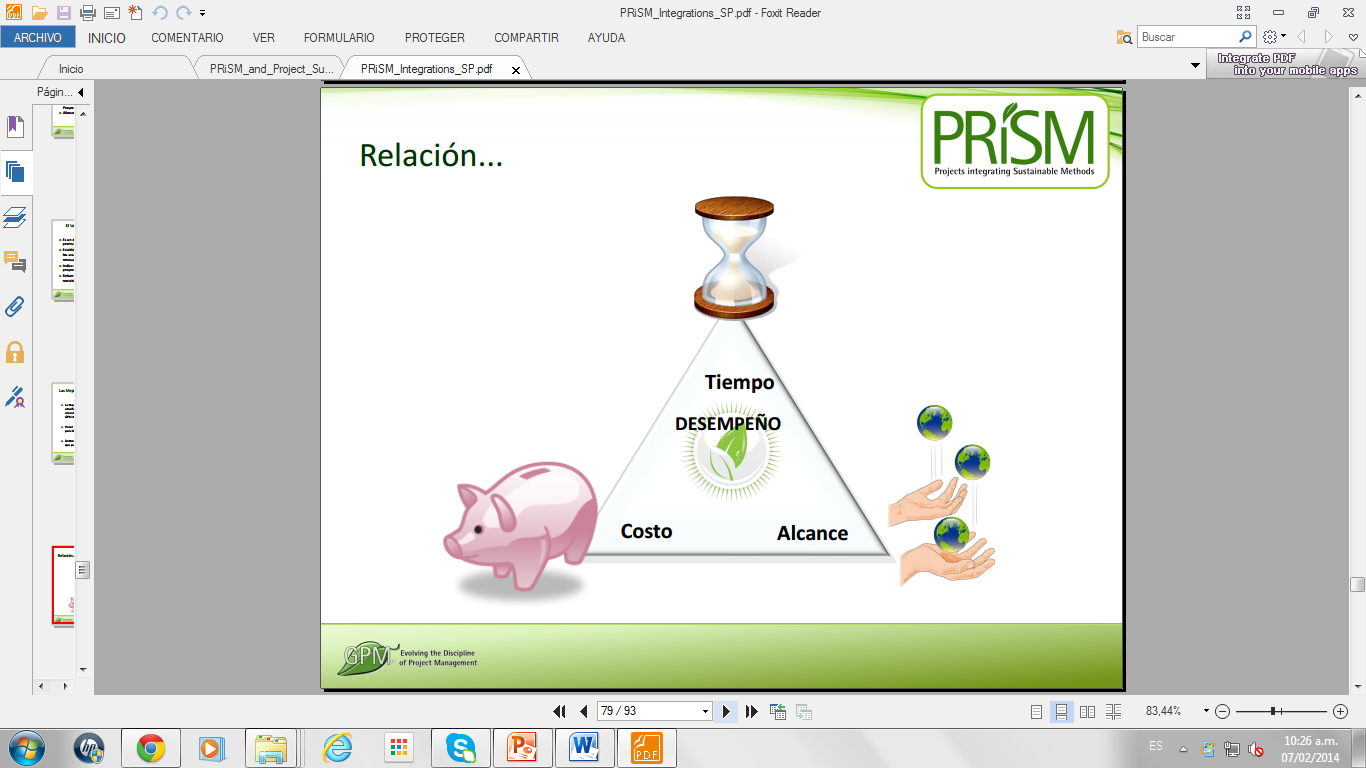 PRiSM_Integrations_SP.pdf - Foxit Reader
ARCHIVO INICIO COMENTARIO VER FORMULARIO PROTEGER COMPARTIR AYUDA
Buscar
Inicio PRiSM_and_Project_Su... PRiSM_Integrations_SP.pdf
Integrate PDF
into your mobile apps
Págin...
Relación...
PRiSM
Projects integrating Sustainable Methods
Tiempo
DESEMPEÑO
Costo Alcance
GPM
Evolving the Discipline
of Project Management
79 / 93
83,44%
hp
PDF
ES
10:26 a.m.
07/02/2014